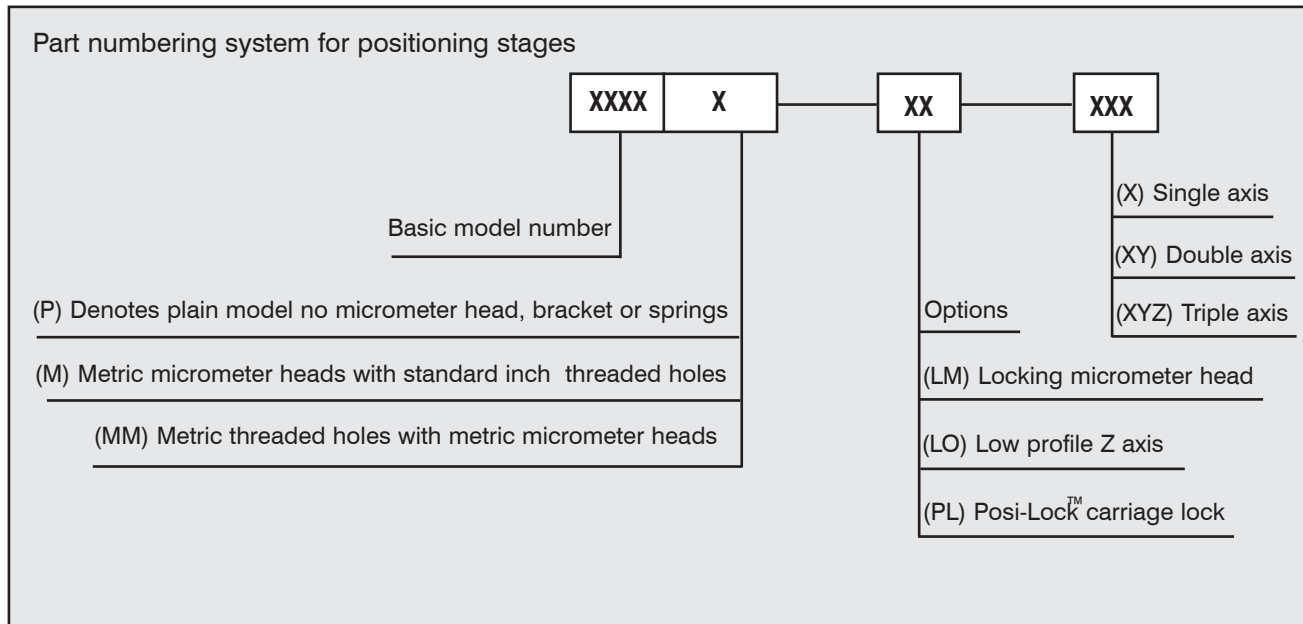 Part numbering system for positioning stages
XXXX X XX XXX
(X) Single axis
Basic model number
(XY) Double axis
(P) Denotes plain model no micrometer head, bracket or springs
Options
(XYZ) Triple axis
(M) Metric micrometer heads with standard inch threaded holes
(LM) Locking micrometer head
(MM) Metric threaded holes with metric micrometer heads
(LO) Low profile Z axis
(PL) Posi-Lock™ carriage lock